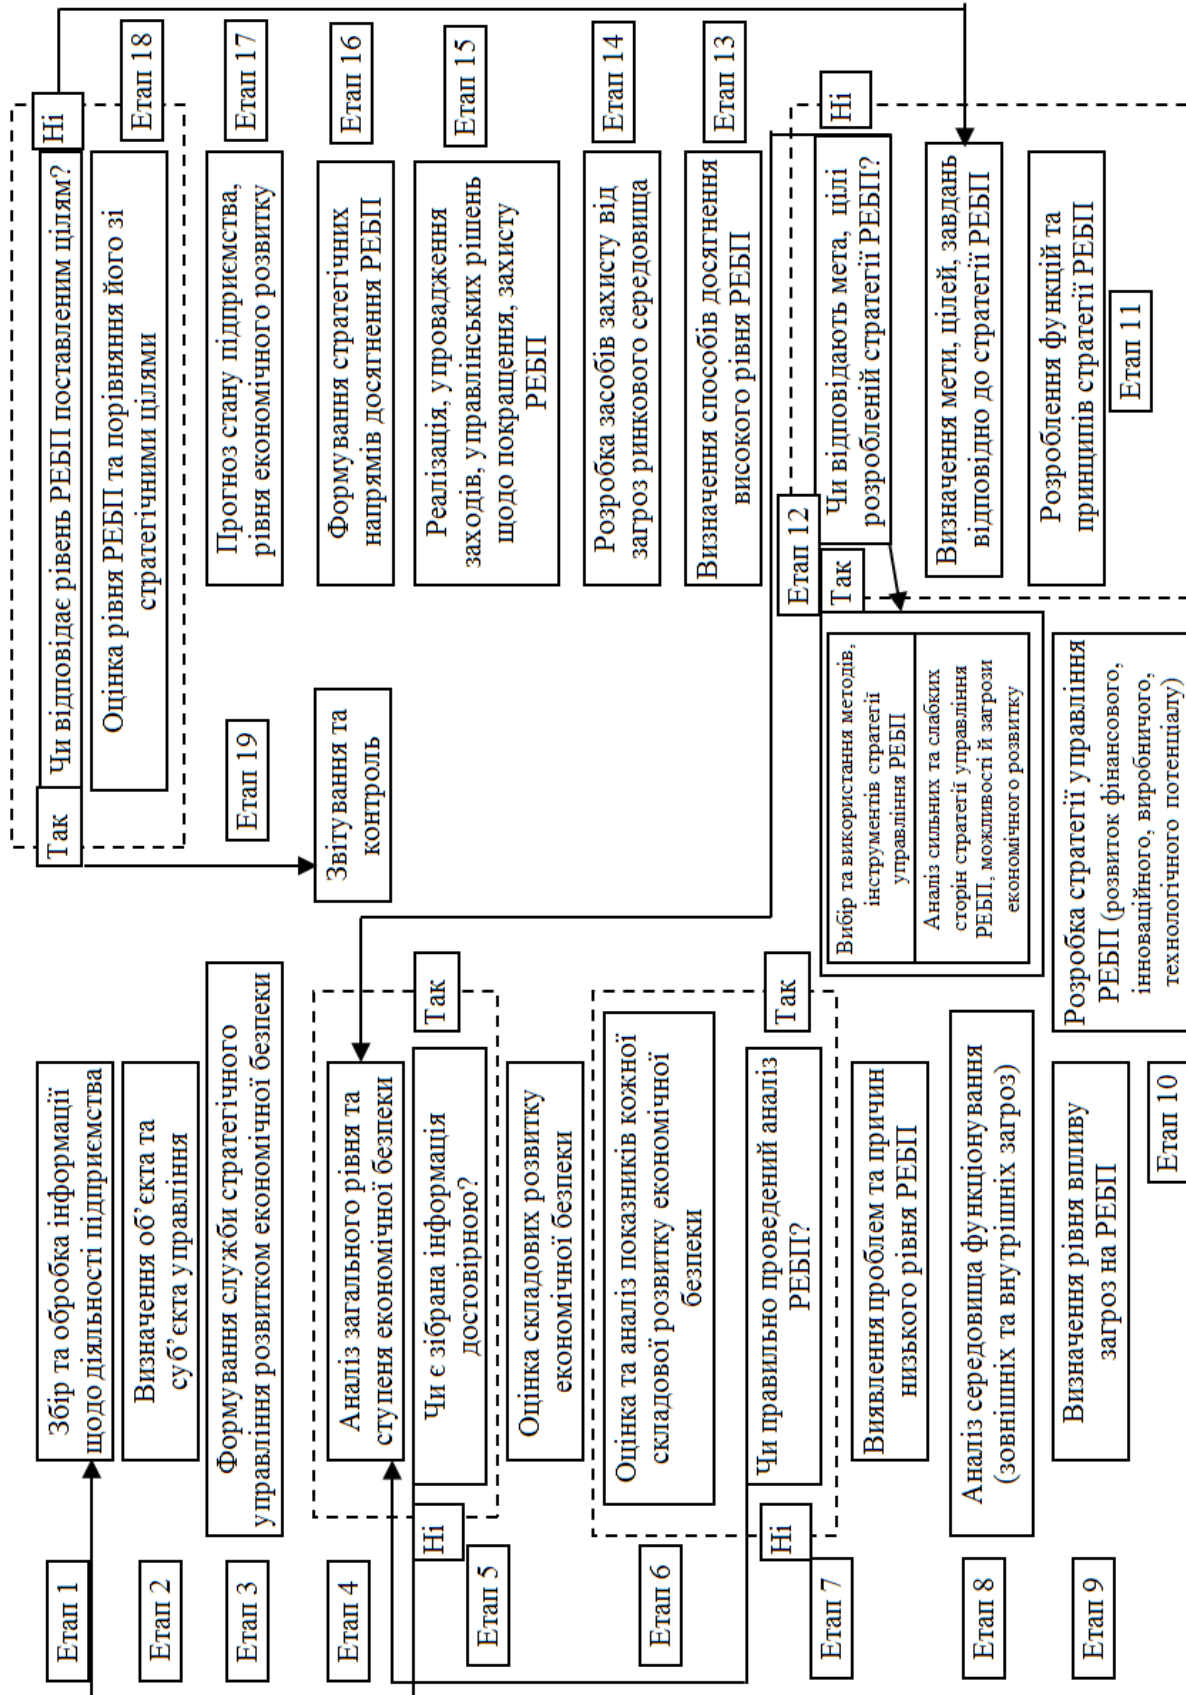 Етап 1
Збір та обробка інформації
щодо діяльності підприємства
Етап 2
Визначення об’єкта та
суб’єкта управління
Етап 3
Формування служби стратегічного
управління розвитком економічної безпеки
Етап 4
Аналіз загального рівня та
ступеня економічної безпеки
Чи є зібрана інформація
достовірною?
Ні
Так
Етап 5
Оцінка складових розвитку
економічної безпеки
Етап 6
Оцінка та аналіз показників кожної
складової розвитку економічної
безпеки
Чи правильно проведений аналіз
РЕБП?
Ні
Так
Етап 7
Виявлення проблем та причин
низького рівня РЕБП
Етап 8
Аналіз середовища функціонування
(зовнішніх та внутрішніх загроз)
Етап 9
Визначення рівня впливу
загроз на РЕБП
Етап 10
Розробка стратегії управління
РЕБП (розвиток фінансового,
інноваційного, виробничого,
технологічного потенціалу)
Вибір та використання методів,
інструментів стратегії
управління РЕБП
Аналіз сильних та слабких
сторін стратегії управління
РЕБП, можливості й загрози
економічного розвитку
Етап 11
Розроблення функцій та
принципів стратегії РЕБП
Визначення мети, цілей, завдань
відповідно до стратегії РЕБП
Етап 12
Чи відповідають мета, цілі
розробленій стратегії РЕБП?
Так
Ні
Етап 13
Визначення способів досягнення
високого рівня РЕБП
Етап 14
Розробка засобів захисту від
загроз ринкового середовища
Етап 15
Реалізація, упровадження
заходів, управлінських рішень
щодо покращення, захисту
РЕБП
Етап 16
Формування стратегічних
напрямів досягнення РЕБП
Етап 17
Прогноз стану підприємства,
рівня економічного розвитку
Етап 18
Оцінка рівня РЕБП та порівняння його зі
стратегічними цілями
Чи відповідає рівень РЕБП поставленим цілям?
Так
Ні
Етап 19
Звітування та
контроль